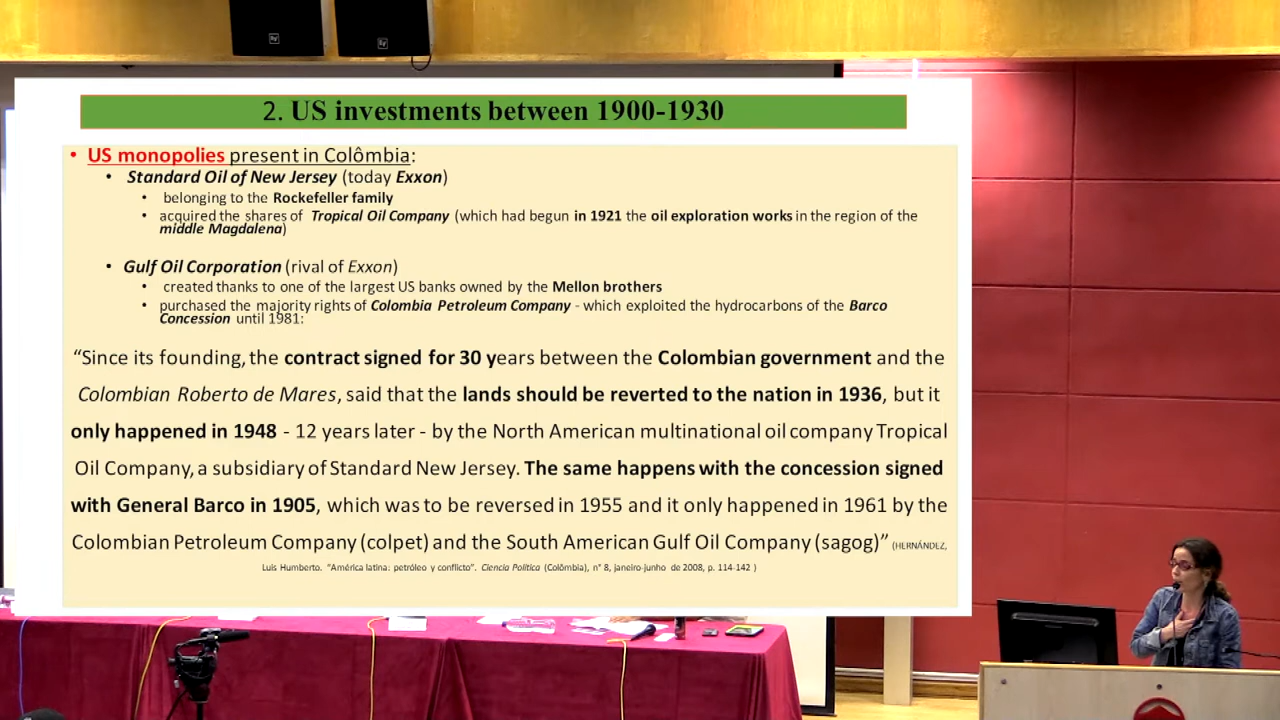 2. US investments between 1900-1930
• US monopolies present in Colômbia:
• Standard Oil of New Jersey (today Exxon)
• belonging to the Rockefeller family
• acquired the shares of Tropical Oil Company (which had begun in 1921 the oil exploration works in the region of the
middle Magdalena)
• Gulf Oil Corporation (rival of Exxon)
• created thanks to one of the largest US banks owned by the Mellon brothers
• purchased the majority rights of Colombia Petroleum Company - which exploited the hydrocarbons of the Barco
Concession until 1981:
“Since its founding, the contract signed for 30 years between the Colombian government and the
Colombian Roberto de Mares, said that the lands should be reverted to the nation in 1936, but it
only happened in 1948 - 12 years later - by the North American multinational oil company Tropical
Oil Company, a subsidiary of Standard New Jersey. The same happens with the concession signed
with General Barco in 1905, which was to be reversed in 1955 and it only happened in 1961 by the
Colombian Petroleum Company (colpet) and the South American Gulf Oil Company (sagog)” (HERNÁNDEZ,
Luis Humberto. “América latina: petróleo y conflicto”. Ciencia Política (Colômbia), n° 8, janeiro-junho de 2008, p. 114-142 )